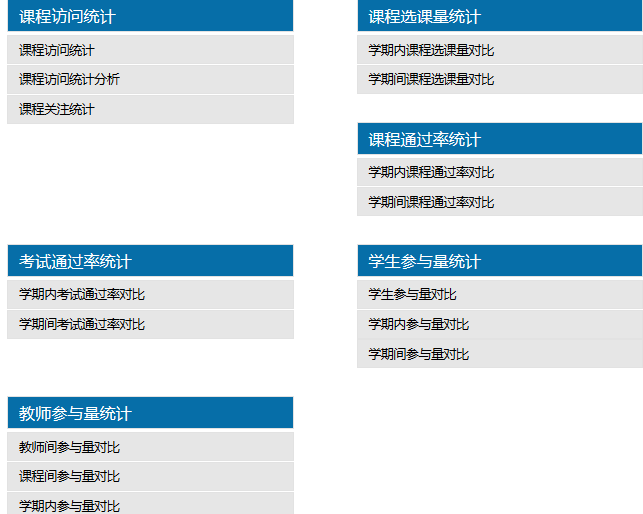 课程访问统计
课程访问统计
课程访问统计分析
课程关注统计
课程选课量统计
学期内课程选课量对比
学期间课程选课量对比
课程通过率统计
学期内课程通过率对比
学期间课程通过率对比
考试通过率统计
学期内考试通过率对比
学期间考试通过率对比
学生参与量统计
学生参与量对比
学期内参与量对比
学期间参与量对比
教师参与量统计
教师间参与量对比
课程间参与量对比
学期内参与量对比